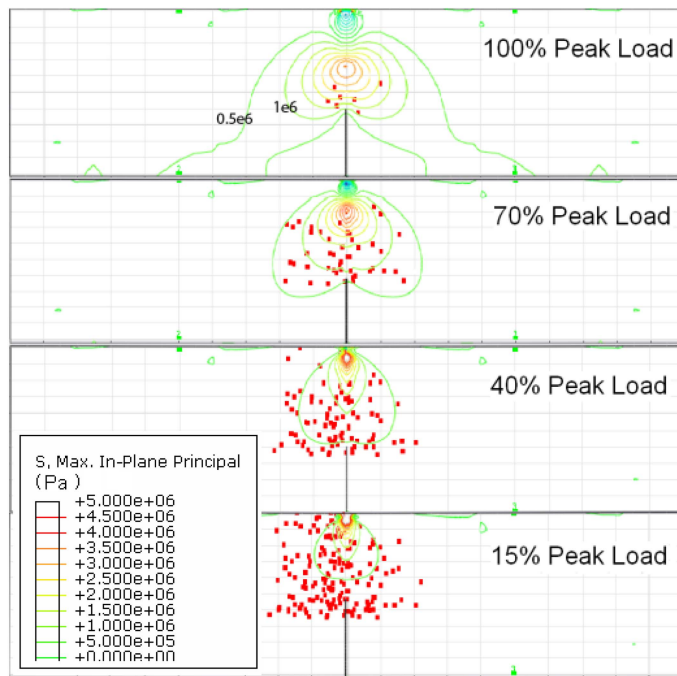 100% Peak Load
0.5e6 1e6
70% Peak Load
40% Peak Load
S, Max. In-Plane Principal
(Pa )
+5.000e+06
+4.500e+06
+4.000e+06
+3.500e+06
+3.000e+06
+2.500e+06
+2.000e+06
+1.500e+06
+1.000e+06
+5.000e+05
+0.000e+00
15% Peak Load